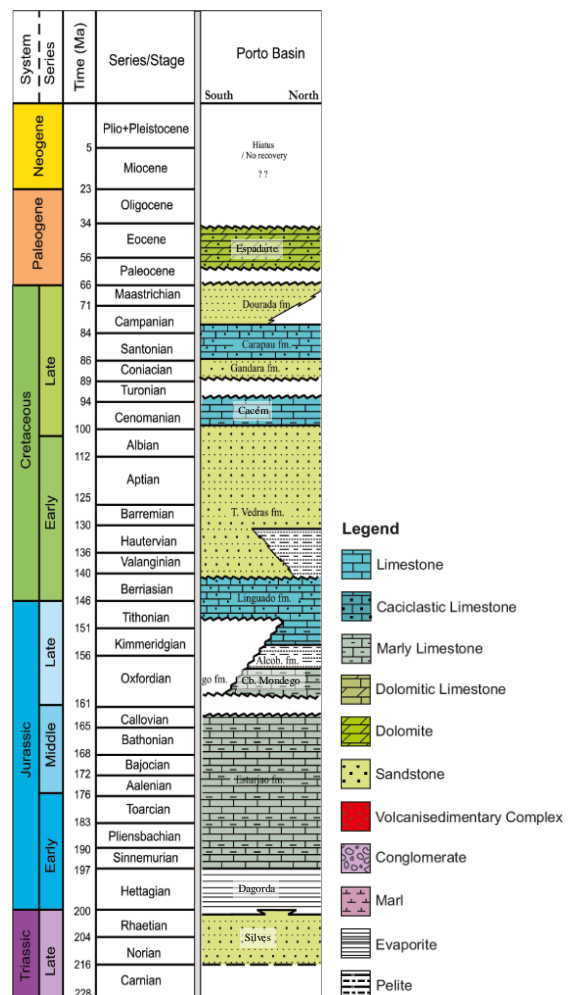 System
Series
Time (Ma)
Series/Stage
Porto Basin
South North
Neogene
Paleogene
Cretaceous
Late
Early
Jurassic
Late
Middle
Early
Triassic
Late
Plio+Pleistocene
5
Miocene
23
Oligocene
34
Eocene
56
Paleocene
66
Maastrichian
71
Campanian
84
Santonian
86
Coniacian
89
Turonian
94
Cenomanian
100
Albian
112
Aptian
125
Barremian
130
Hautervian
136
Valanginian
140
Berriasian
146
Tithonian
151
Kimmeridgian
156
Oxfordian
161
Callovian
165
Bathonian
168
Bajocian
172
Aalenian
176
Toarcian
183
Pliensbachian
190
Sinnemurian
197
Hettagian
200
Rhaetian
204
Norian
216
Carnian
228
Hiatus
/ No recovery
? ?
Espadarte
Dourada fm.
Carapau fm.
Gandara fm.
Cacém
T. Vedras fm.
Linguado fm.
Alcob. fm.
go fm. Cb. Mondego
Esturjao fm.
Dagorda
Silves
Legend
Limestone
Caciclastic Limestone
Marly Limestone
Dolomitic Limestone
Dolomite
Sandstone
Volcanisedimentary Complex
Conglomerate
Marl
Evaporite
Pelite